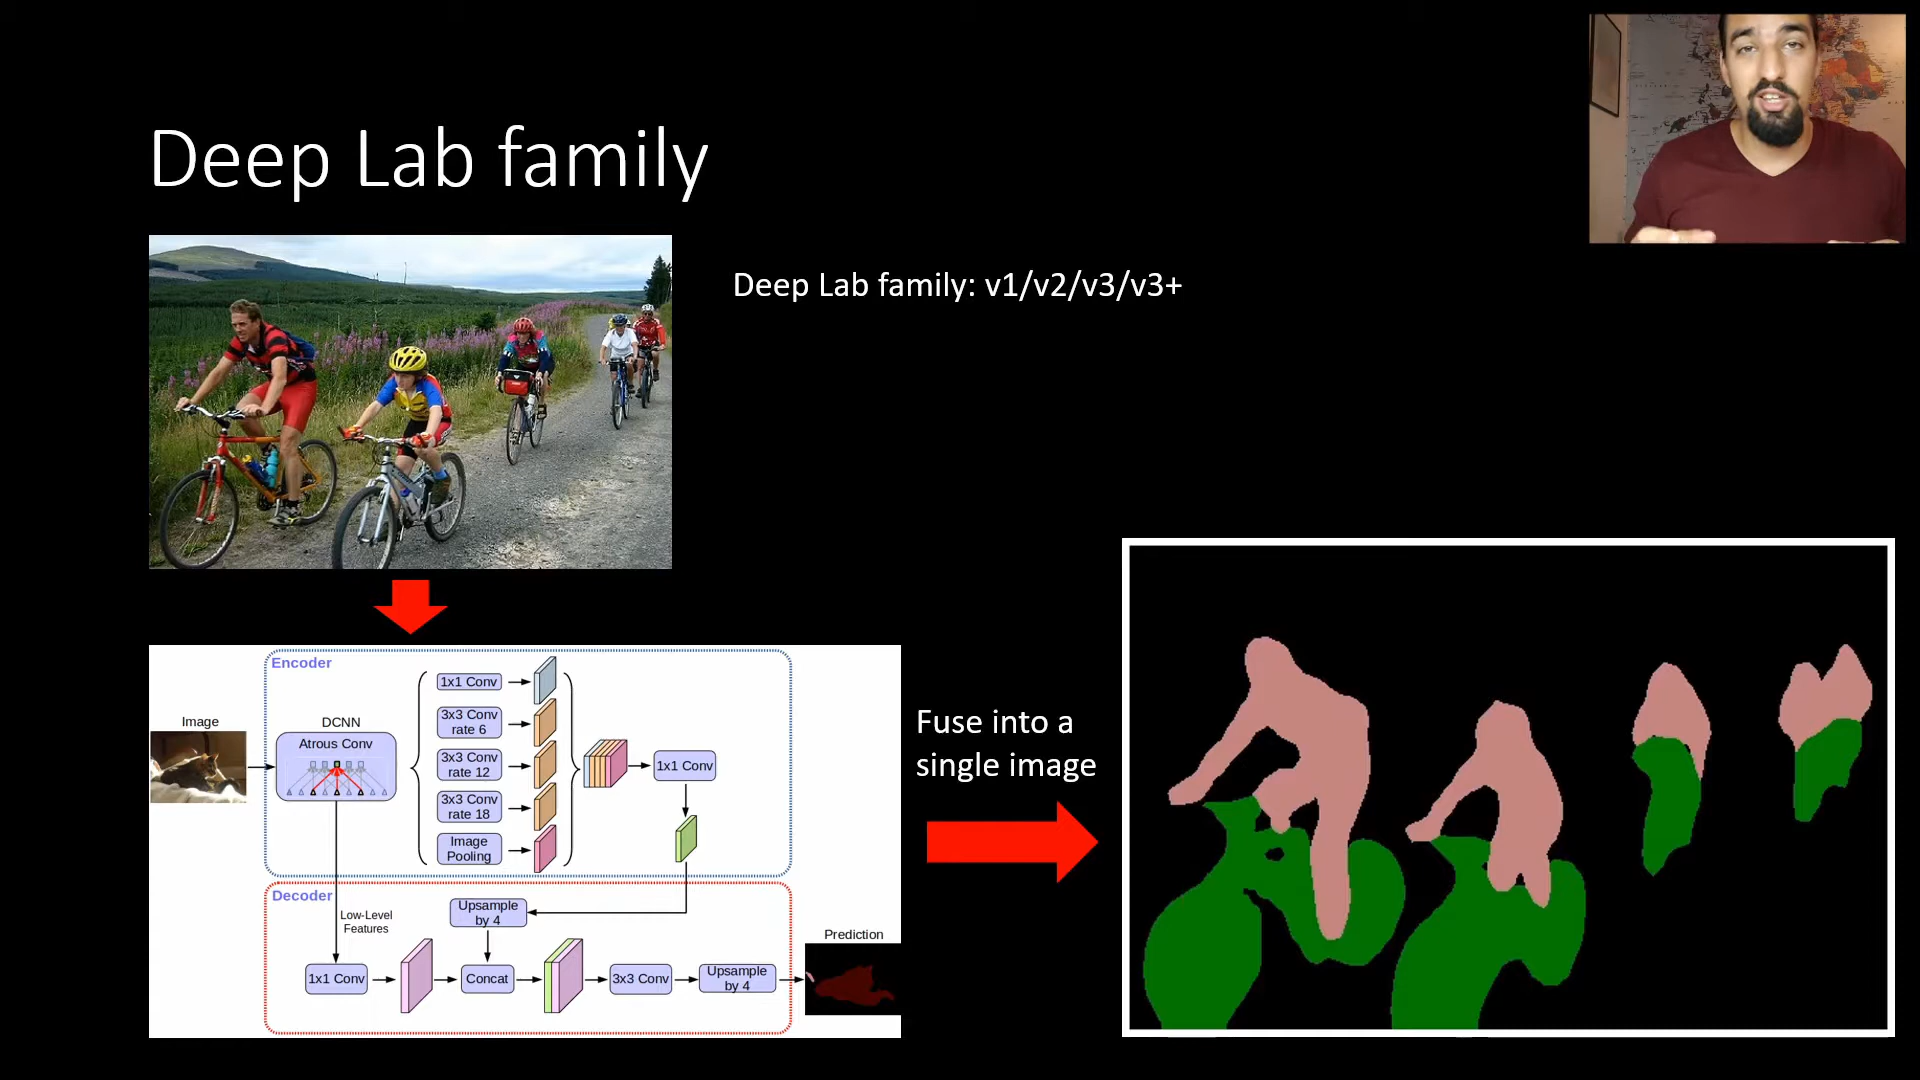 Deep Lab family
Deep Lab family: v1/v2/v3/v3+
Encoder
Image
DCNN
Atrous Conv
1x1 Conv
3x3 Conv
rate 6
3x3 Conv
rate 12
3x3 Conv
rate 18
Image
Pooling
1x1 Conv
Decoder
Low-Level
Features
Upsample
by 4
1x1 Conv
Concat
3x3 Conv
Upsample
by 4
Prediction
Fuse into a
single image